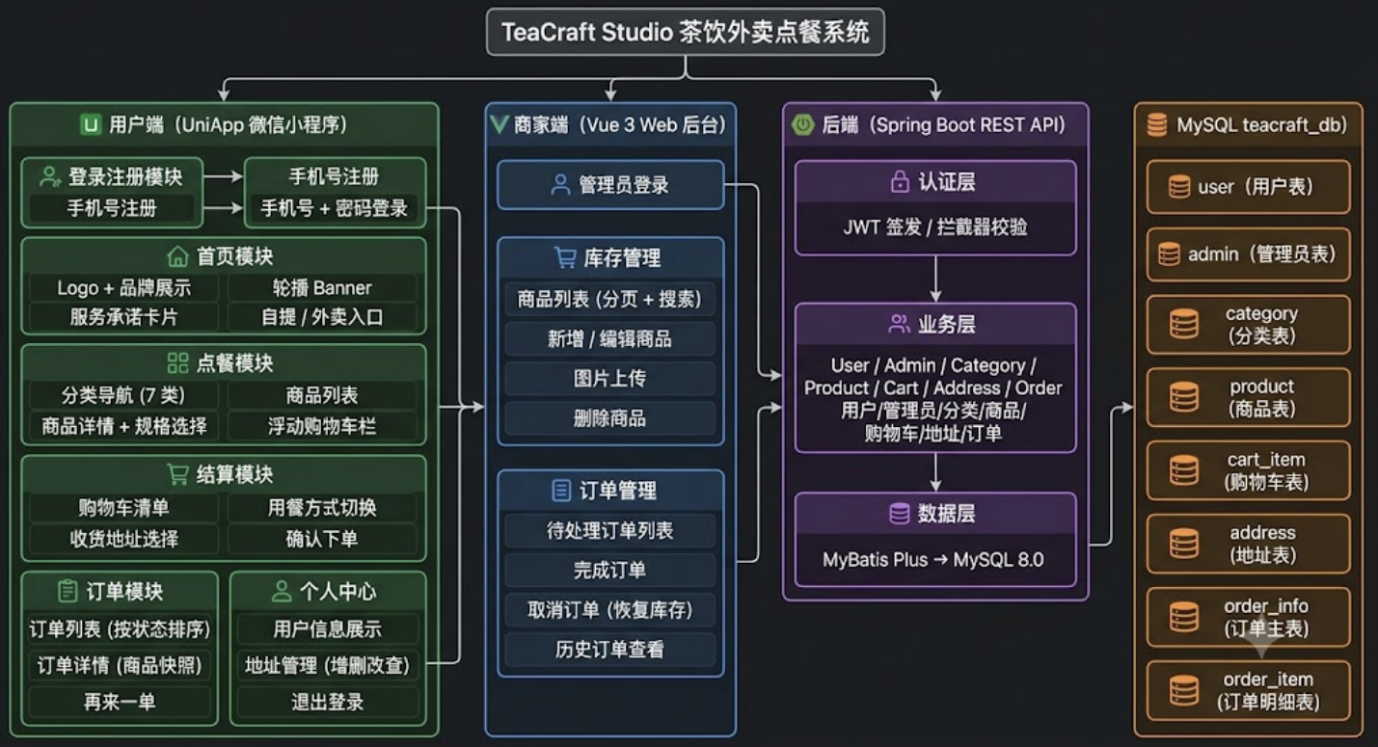 TeaCraft Studio 茶饮外卖点餐系统
用户端（UniApp 微信小程序）
登录注册模块
手机号注册
手机号注册
手机号 + 密码登录
首页模块
Logo + 品牌展示
轮播 Banner
服务承诺卡片
自提 / 外卖入口
点餐模块
分类导航 (7 类)
商品列表
商品详情 + 规格选择
浮动购物车栏
结算模块
购物车清单
用餐方式切换
收货地址选择
确认下单
订单模块
订单列表 (按状态排序)
订单详情 (商品快照)
再来一单
个人中心
用户信息展示
地址管理 (增删改查)
退出登录
商家端（Vue 3 Web 后台）
管理员登录
库存管理
商品列表 (分页 + 搜素)
新增 / 编辑商品
图片上传
删除商品
订单管理
待处理订单列表
完成订单
取消订单 (恢复库存)
历史订单查看
后端（Spring Boot REST API）
认证层
JWT 签发 / 拦截器校验
业务层
User / Admin / Category /
Product / Cart / Address / Order
用户/管理员/分类/商品/
购物车/地址/订单
数据层
MyBatis Plus → MySQL 8.0
MySQL teacraft_db)
user（用户表）
admin（管理员表）
category
(分类表)
product
(商品表)
cart_item
(购物车表)
address
(地址表)
order_info
(订单主表)
order_item
(订单明细表)